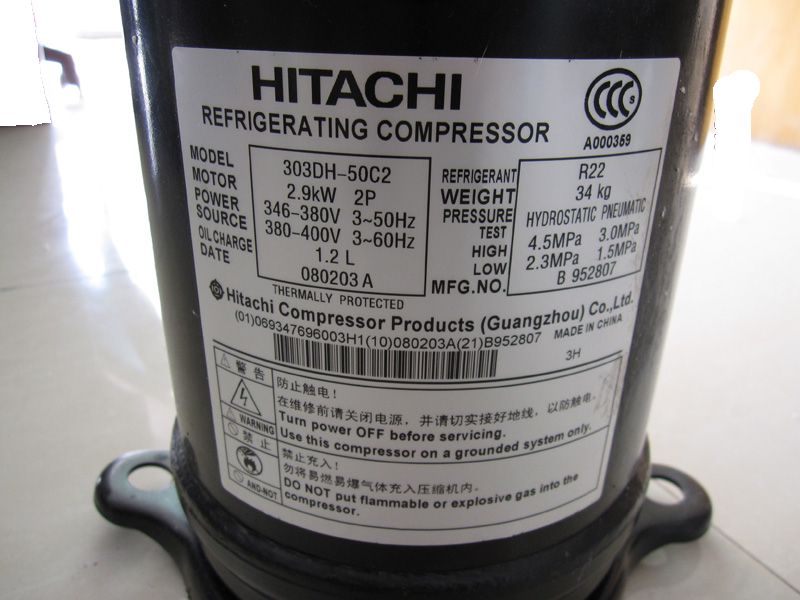 HITACHI
REFRIGERATING COMPRESSOR
CCC S
A000359
MODEL 303DH-50C2
MOTOR 2.9kW 2P
POWER SOURCE 346-380V 3~50Hz
380-400V 3~60Hz
OIL CHARGE 1.2 L
DATE 080203 A
THERMALLY PROTECTED
REFRIGERANT R22
WEIGHT 34 kg
PRESSURE TEST HYDROSTATIC PNEUMATIC
HIGH 4.5MPa 3.0MPa
LOW 2.3MPa 1.5MPa
MFG.NO. B 952807
Hitachi Compressor Products (Guangzhou) Co.,Ltd.
(01)069347696003H1(10)080203A(21)B952807
MADE IN CHINA
3H
警告
WARNING
防止触电!
在维修前请关闭电源，并请切实接好地线，以防触电。
Turn power OFF before servicing.
Use this compressor on a grounded system only.
禁止
AND-NOT
禁止充入!
勿将易燃易爆气体充入压缩机内。
DO NOT put flammable or explosive gas into the
compressor.